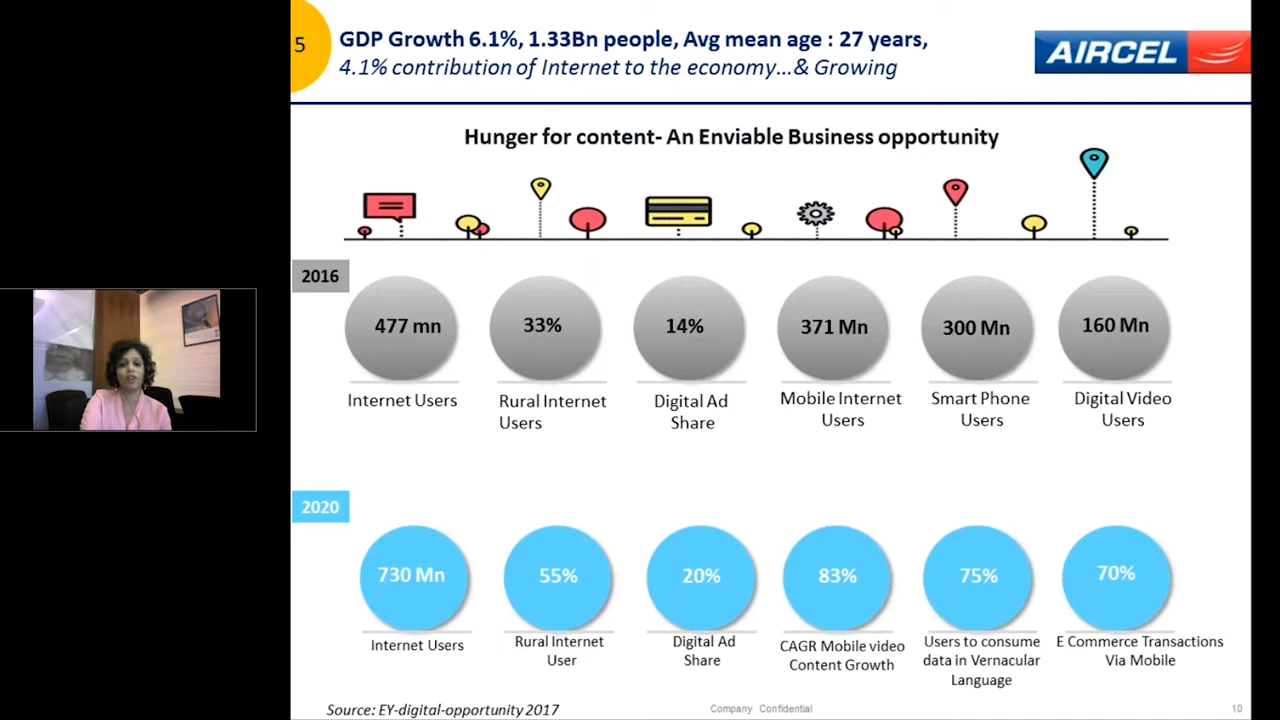 5
GDP Growth 6.1%, 1.33Bn people, Avg mean age : 27 years,
4.1% contribution of Internet to the economy...& Growing
AIRCEL
Hunger for content- An Enviable Business opportunity
2016
477 mn
33%
14%
371 Mn
300 Mn
160 Mn
Internet Users
Rural Internet
Users
Digital Ad
Share
Mobile Internet
Users
Smart Phone
Users
Digital Video
Users
2020
730 Mn
55%
20%
83%
75%
70%
Internet Users
Rural Internet
User
Digital Ad
Share
CAGR Mobile video
Content Growth
Users to consume
data in Vernacular
Language
E Commerce Transactions
Via Mobile
Source: EY-digital-opportunity 2017
Company Confidential
10